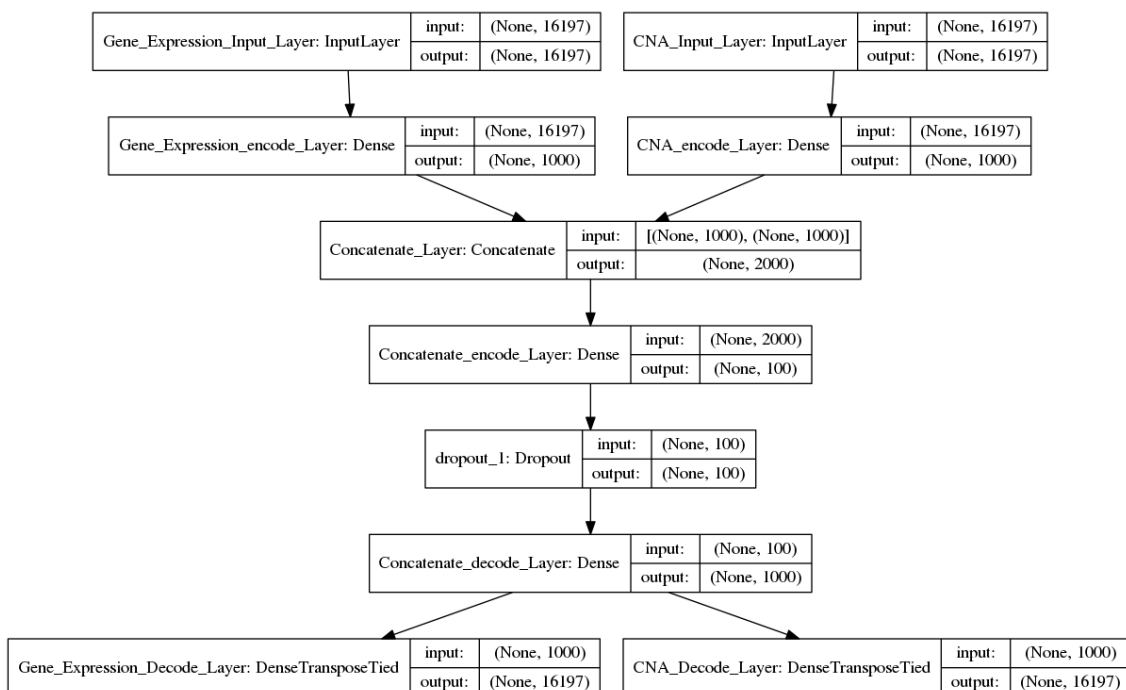 Gene_Expression_Input_Layer: InputLayer
input: (None, 16197)
output: (None, 16197)
CNA_Input_Layer: InputLayer
input: (None, 16197)
output: (None, 16197)
Gene_Expression_encode_Layer: Dense
input: (None, 16197)
output: (None, 1000)
CNA_encode_Layer: Dense
input: (None, 16197)
output: (None, 1000)
Concatenate_Layer: Concatenate
input: [(None, 1000), (None, 1000)]
output: (None, 2000)
Concatenate_encode_Layer: Dense
input: (None, 2000)
output: (None, 100)
dropout_1: Dropout
input: (None, 100)
output: (None, 100)
Concatenate_decode_Layer: Dense
input: (None, 100)
output: (None, 1000)
Gene_Expression_Decode_Layer: DenseTransposeTied
input: (None, 1000)
output: (None, 16197)
CNA_Decode_Layer: DenseTransposeTied
input: (None, 1000)
output: (None, 16197)